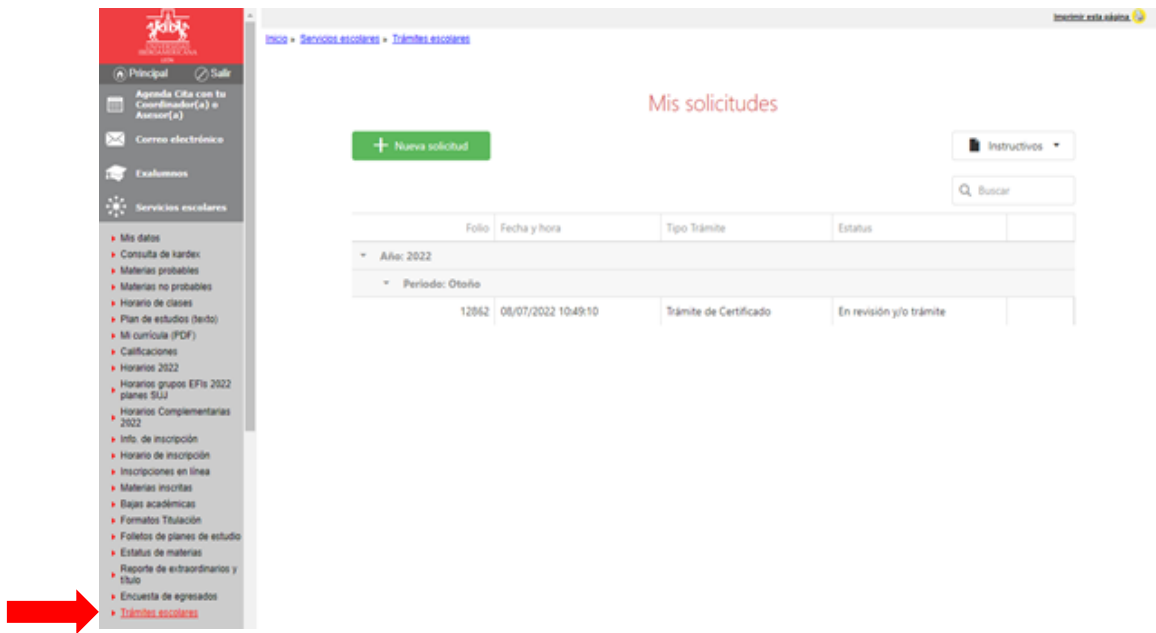 Imprimir esta página
Inicio » Servicios escolares » Trámites escolares
UNIVERSIDAD
IBEROAMERICANA
LEÓN
Principal Salir
Agenda Cita con tu
Coordinador(a) o
Asesor(a)
Correo electrónico
Exalumnos
Servicios escolares
Mis datos
Consulta de kardex
Materias probables
Materias no probables
Horario de clases
Plan de estudios (texto)
Mi currícula (PDF)
Calificaciones
Horarios 2022
Horarios grupos EFIs 2022
planes SUJ
Horarios Complementarias
2022
Info. de inscripción
Horario de inscripción
Inscripciones en línea
Materias inscritas
Bajas académicas
Formatos Titulación
Folletos de planes de estudio
Estatus de materias
Reporte de extraordinarios y
título
Encuesta de egresados
Trámites escolares
Mis solicitudes
Nueva solicitud
Instructivos
Buscar
Folio Fecha y hora Tipo Trámite Estatus
Año: 2022
Periodo: Otoño
12862 08/07/2022 10:49:10 Trámite de Certificado En revisión y/o trámite